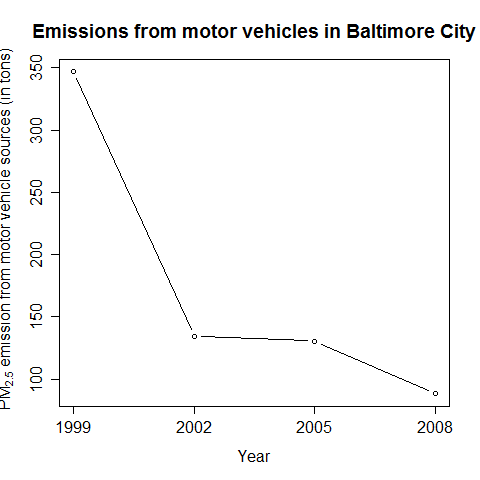 Emissions from motor vehicles in Baltimore City
PM2.5 emission from motor vehicle sources (in tons)
350
300
250
200
150
100
1999 2002 2005 2008
Year